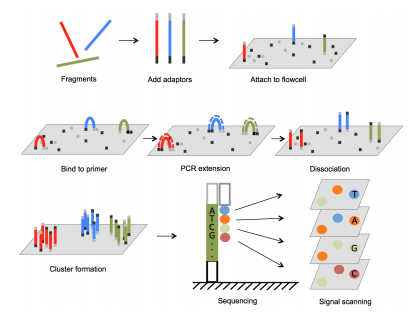 Fragments
Add adaptors
Attach to flowcell
Bind to primer
PCR extension
Dissociation
Cluster formation
A
T
C
G
.
.
Sequencing
T
A
G
C
Signal scanning